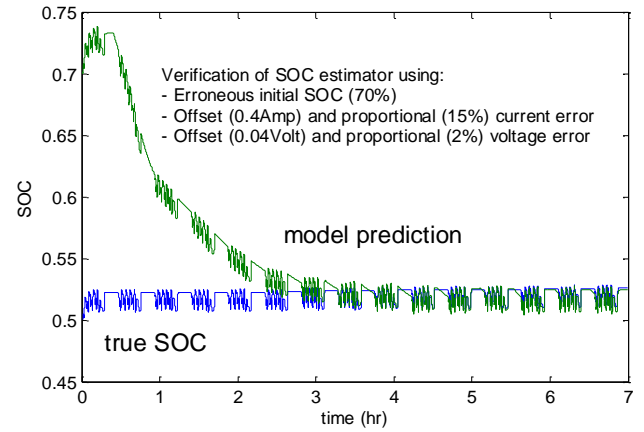 0.75
0.7
0.65
0.6
0.55
0.5
0.45
SOC
Verification of SOC estimator using:
- Erroneous initial SOC (70%)
- Offset (0.4Amp) and proportional (15%) current error
- Offset (0.04Volt) and proportional (2%) voltage error
model prediction
true SOC
0 1 2 3 4 5 6 7
time (hr)